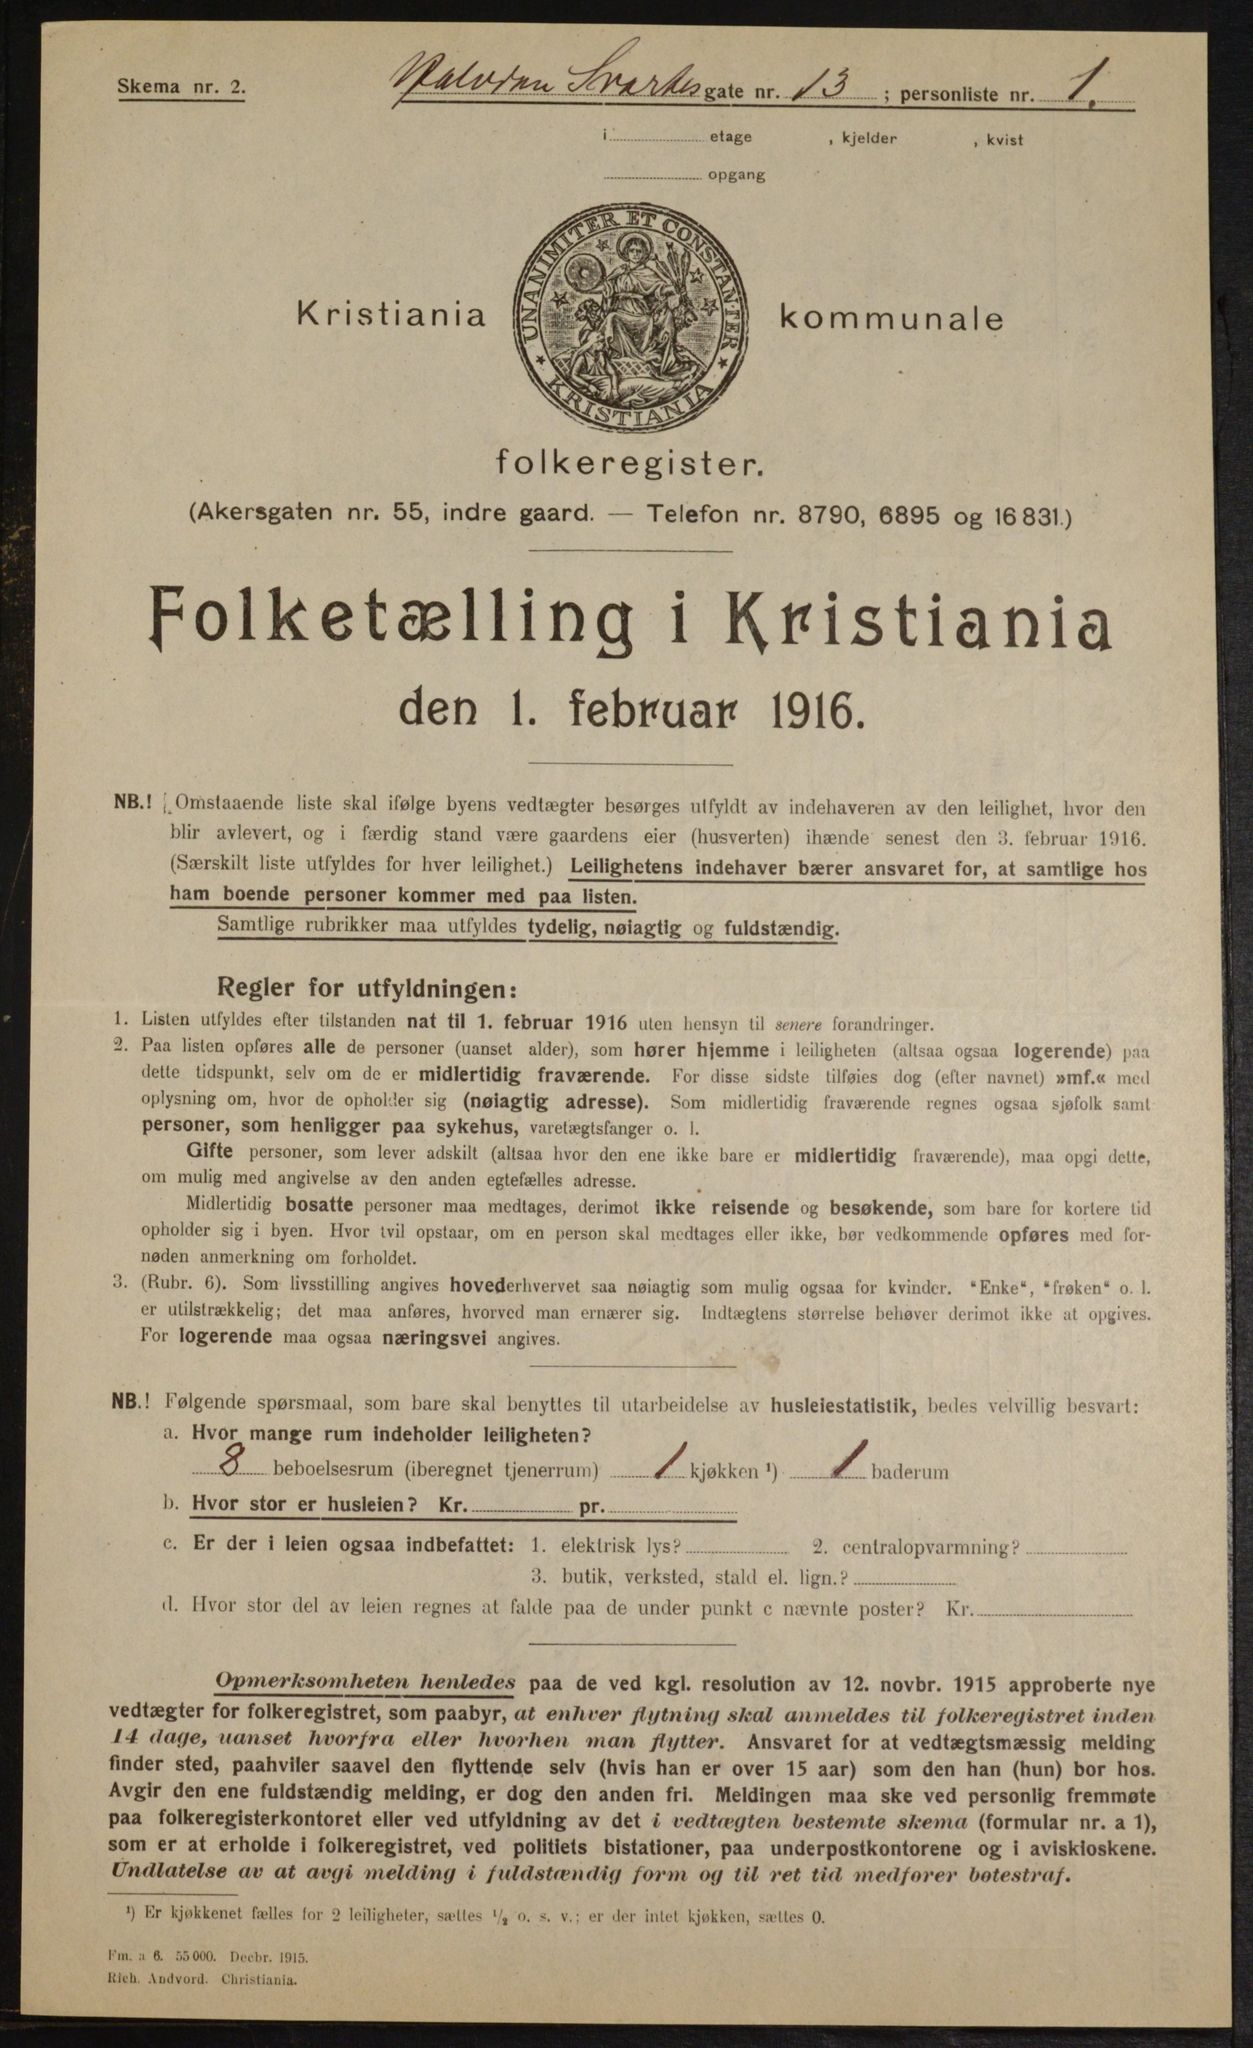 Skema nr. 2.
Halvdan Svartes gate nr. 13 ; personliste nr. 1.
i etage , kjelder , kvist
opgang
UNANIMITER ET CONSTANTER
KRISTIANIA
Kristiania kommunale
folkeregister.
(Akersgaten nr. 55, indre gaard. — Telefon nr. 8790, 6895 og 16831.)
Folketælling i Kristiania
den 1. februar 1916.
NB.! Omstaaende liste skal ifølge byens vedtægter besørges utfyldt av indehaveren av den leilighet, hvor den
blir avlevert, og i færdig stand være gaardens eier (husverten) ihænde senest den 3. februar 1916.
(Særskilt liste utfyldes for hver leilighet.) Leilighetens indehaver bærer ansvaret for, at samtlige hos
ham boende personer kommer med paa listen.
Samtlige rubrikker maa utfyldes tydelig, nøiagtig og fuldstændig.
Regler for utfyldningen:
1. Listen utfyldes efter tilstanden nat til 1. februar 1916 uten hensyn til senere forandringer.
2. Paa listen opføres alle de personer (uanset alder), som hører hjemme i leiligheten (altsaa ogsaa logerende) paa
dette tidspunkt, selv om de er midlertidig fraværende. For disse sidste tilføies dog (efter navnet) »mf.« med
oplysning om, hvor de opholder sig (nøiagtig adresse). Som midlertidig fraværende regnes ogsaa sjøfolk samt
personer, som henligger paa sykehus, varetægtsfanger o. l.
Gifte personer, som lever adskilt (altsaa hvor den ene ikke bare er midlertidig fraværende), maa opgi dette,
om mulig med angivelse av den anden egtefælles adresse.
Midlertidig bosatte personer maa medtages, derimot ikke reisende og besøkende, som bare for kortere tid
opholder sig i byen. Hvor tvil opstaar, om en person skal medtages eller ikke, bør vedkommende opføres med for-
nøden anmerkning om forholdet.
3. (Rubr. 6). Som livsstilling angives hovederhvervet saa nøiagtig som mulig ogsaa for kvinder. "Enke", "frøken" o. l.
er utilstrækkelig; det maa anføres, hvorved man ernærer sig. Indtægtens størrelse behøver derimot ikke at opgives.
For logerende maa ogsaa næringsvei angives.
NB.! Følgende spørsmaal, som bare skal benyttes til utarbeidelse av husleiestatistik, bedes velvillig besvart:
a. Hvor mange rum indeholder leiligheten?
8 beboelsesrum (iberegnet tjenerrum) 1 kjøkken ¹) 1 baderum
b. Hvor stor er husleien? Kr. pr.
c. Er der i leien ogsaa indbefattet: 1. elektrisk lys? 2. centralopvarmning?
3. butik, verksted, stald el. lign.?
d. Hvor stor del av leien regnes at falde paa de under punkt c nævnte poster? Kr.
Opmerksomheten henledes paa de ved kgl. resolution av 12. novbr. 1915 approberte nye
vedtægter for folkeregistret, som paabyr, at enhver flytning skal anmeldes til folkeregistret inden
14 dage, uanset hvorfra eller hvorhen man flytter. Ansvaret for at vedtægtsmæssig melding
finder sted, paahviler saavel den flyttende selv (hvis han er over 15 aar) som den han (hun) bor hos.
Avgir den ene fuldstændig melding, er dog den anden fri. Meldingen maa ske ved personlig fremmøte
paa folkeregisterkontoret eller ved utfyldning av det i vedtægten bestemte skema (formular nr. a 1),
som er at erholde i folkeregistret, ved politiets bistationer, paa underpostkontorene og i aviskioskene.
Undlatelse av at avgi melding i fuldstændig form og til ret tid medfører bøtestraf.
¹) Er kjøkkenet fælles for 2 leiligheter, sættes ½ o. s. v.; er der intet kjøkken, sættes 0.
Fm. a 6. 55000. Decbr. 1915.
Rich. Andvord. Christiania.